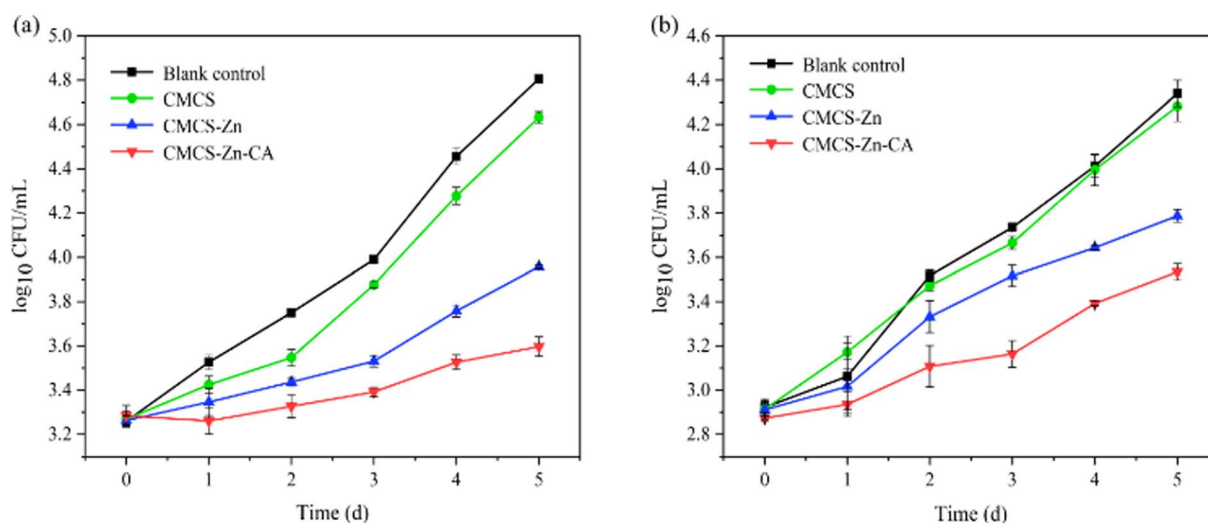 (a)
5.0
4.8
4.6
4.4
4.2
4.0
3.8
3.6
3.4
3.2
log10 CFU/mL
Blank control
CMCS
CMCS-Zn
CMCS-Zn-CA
0 1 2 3 4 5
Time (d)
(b)
4.6
4.4
4.2
4.0
3.8
3.6
3.4
3.2
3.0
2.8
log10 CFU/mL
Blank control
CMCS
CMCS-Zn
CMCS-Zn-CA
0 1 2 3 4 5
Time (d)